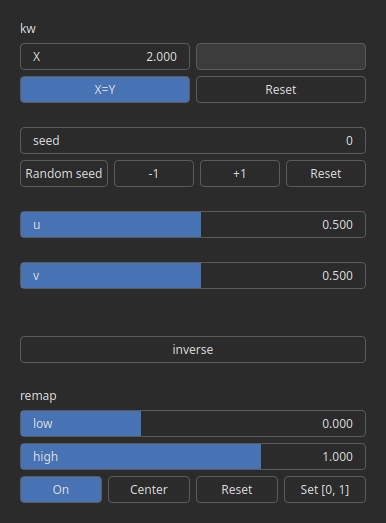 kw
X 2.000
X=Y Reset
seed 0
Random seed -1 +1 Reset
u 0.500
v 0.500
inverse
remap
low 0.000
high 1.000
On Center Reset Set [0, 1]